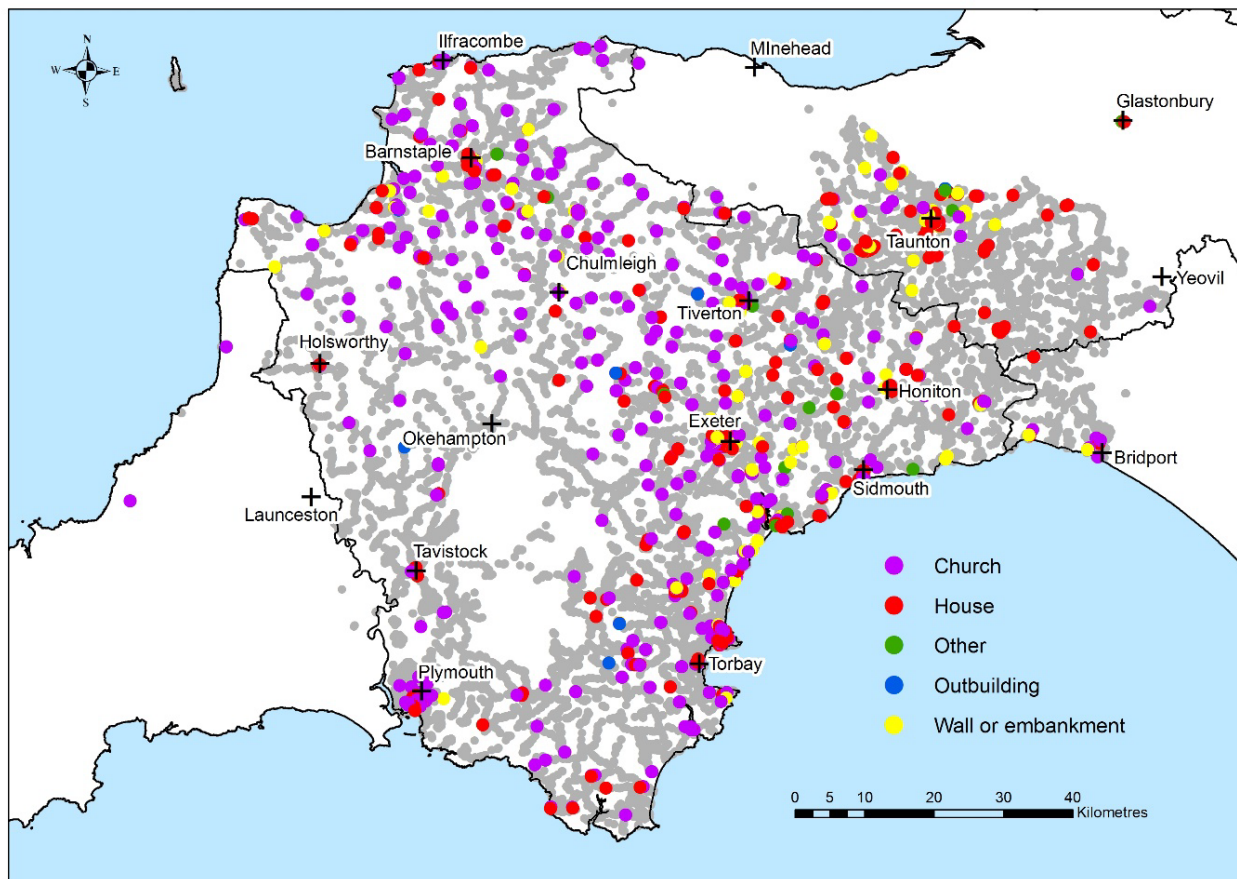 N
W E
S
Ilfracombe
MInehead
Glastonbury
Barnstaple
Taunton
Chulmleigh
Yeovil
Tiverton
Holsworthy
Honiton
Exeter
Okehampton
Bridport
Sidmouth
Launceston
Tavistock
Church
House
Other
Torbay
Plymouth
Outbuilding
Wall or embankment
0 5 10 20 30 40
Kilometres